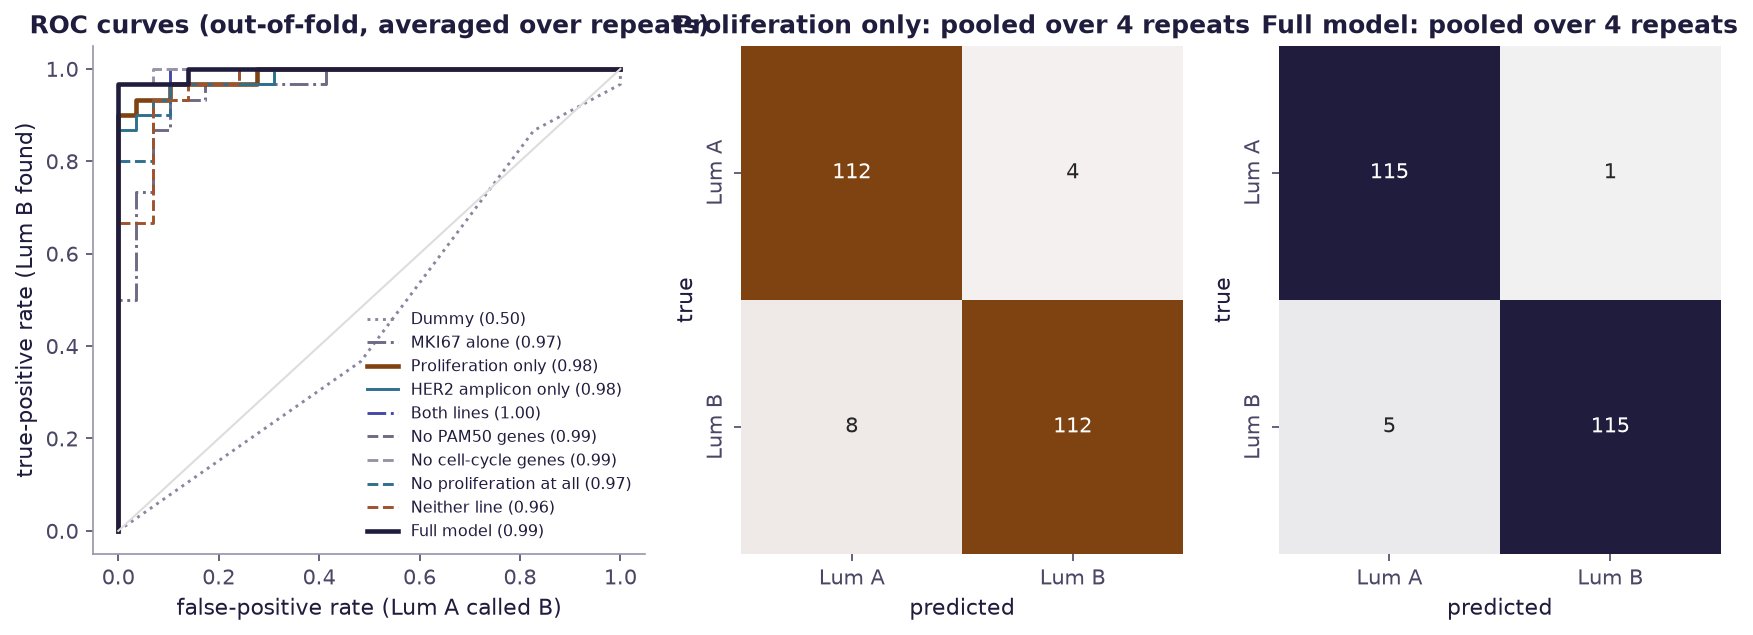 ROC curves (out-of-fold, averaged over repeats)
1.0
0.8
0.6
0.4
0.2
0.0
true-positive rate (Lum B found)
Dummy (0.50)
MKI67 alone (0.97)
Proliferation only (0.98)
HER2 amplicon only (0.98)
Both lines (1.00)
No PAM50 genes (0.99)
No cell-cycle genes (0.99)
No proliferation at all (0.97)
Neither line (0.96)
Full model (0.99)
0.0 0.2 0.4 0.6 0.8 1.0
false-positive rate (Lum A called B)
Proliferation only: pooled over 4 repeats
true
Lum A
112 4
Lum B
8 112
Lum A Lum B
predicted
Full model: pooled over 4 repeats
true
Lum A
115 1
Lum B
5 115
Lum A Lum B
predicted